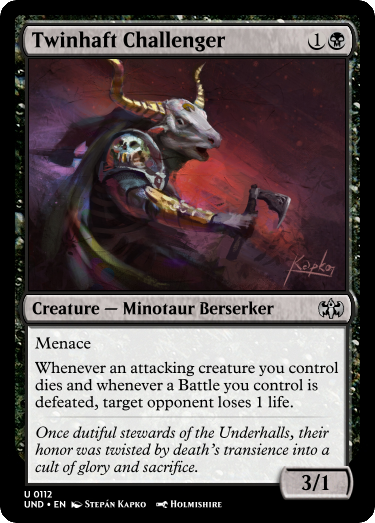 Twinhaft Challenger 1
Kapko
Creature — Minotaur Berserker
Menace
Whenever an attacking creature you control
dies and whenever a Battle you control is
defeated, target opponent loses 1 life.
Once dutiful stewards of the Underhalls, their
honor was twisted by death's transience into a
cult of glory and sacrifice.
3/1
U 0112
UND • EN Stepán Kapko Holmishire